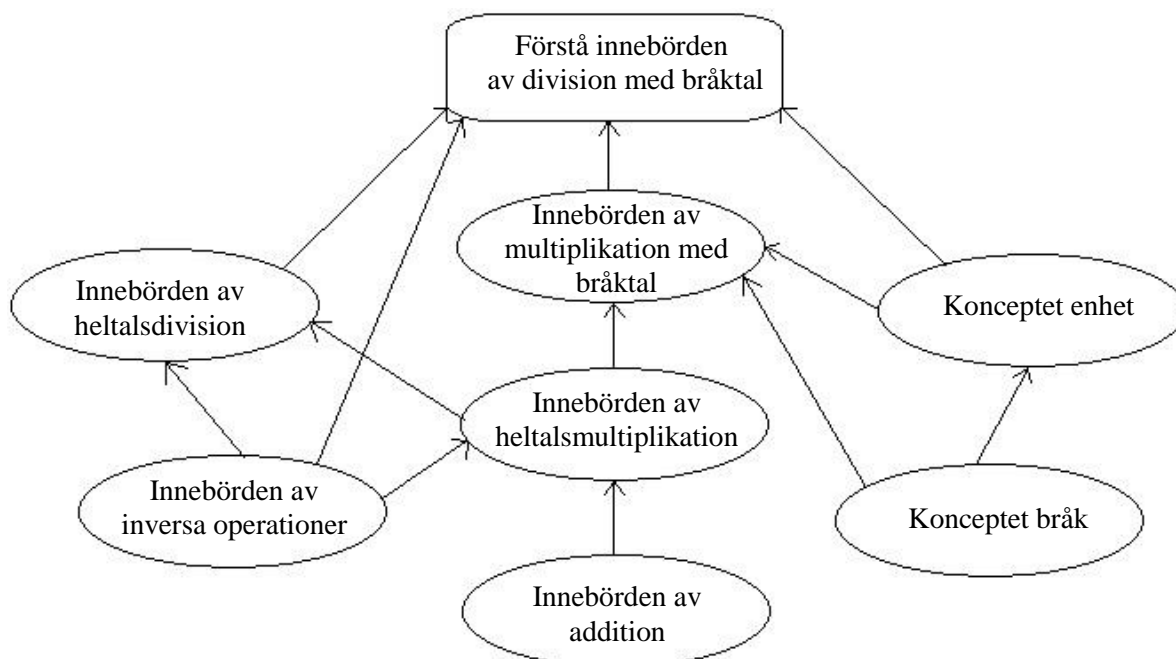 Förstå innebörden
av division med bråktal
Innebörden av
multiplikation med
bråktal
Innebörden av
heltalsdivision
Konceptet enhet
Innebörden av
heltalsmultiplikation
Innebörden av
inversa operationer
Konceptet bråk
Innebörden av
addition